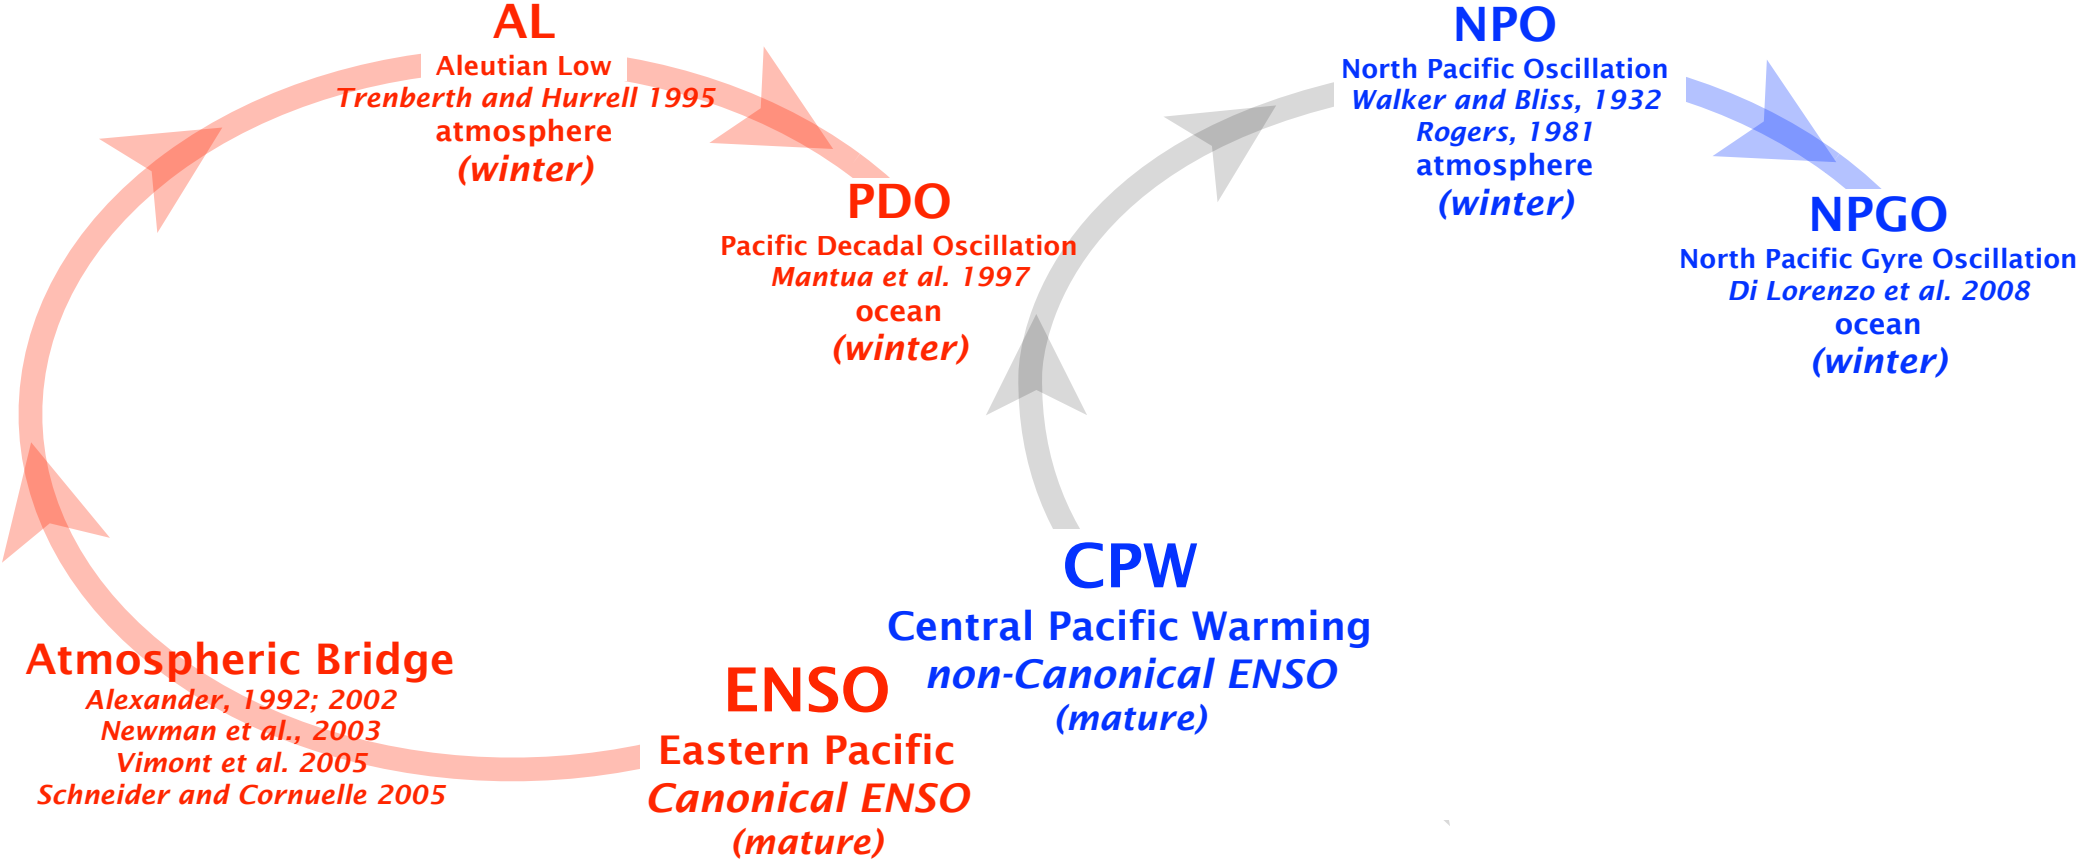 AL
Aleutian Low
Trenberth and Hurrell 1995
atmosphere
(winter)
PDO
Pacific Decadal Oscillation
Mantua et al. 1997
ocean
(winter)
NPO
North Pacific Oscillation
Walker and Bliss, 1932
Rogers, 1981
atmosphere
(winter)
NPGO
North Pacific Gyre Oscillation
Di Lorenzo et al. 2008
ocean
(winter)
Atmospheric Bridge
Alexander, 1992; 2002
Newman et al., 2003
Vimont et al. 2005
Schneider and Cornuelle 2005
ENSO
Eastern Pacific
Canonical ENSO
(mature)
CPW
Central Pacific Warming
non-Canonical ENSO
(mature)